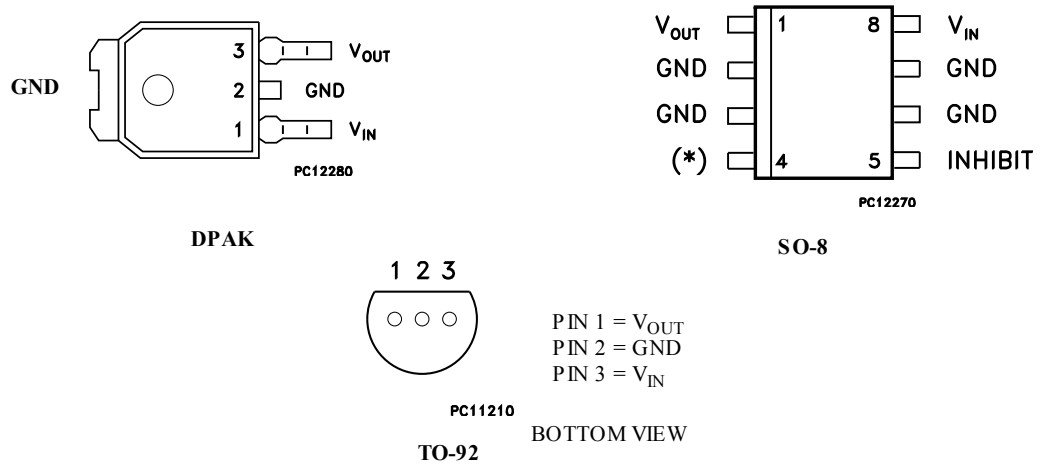 3 V_OUT
GND 2 GND
1 V_IN
PC12280
DPAK
V_OUT 1 8 V_IN
GND GND
GND GND
(*) 4 5 INHIBIT
PC12270
SO-8
1 2 3
PIN 1 = V_OUT
PIN 2 = GND
PIN 3 = V_IN
PC11210
BOTTOM VIEW
TO-92